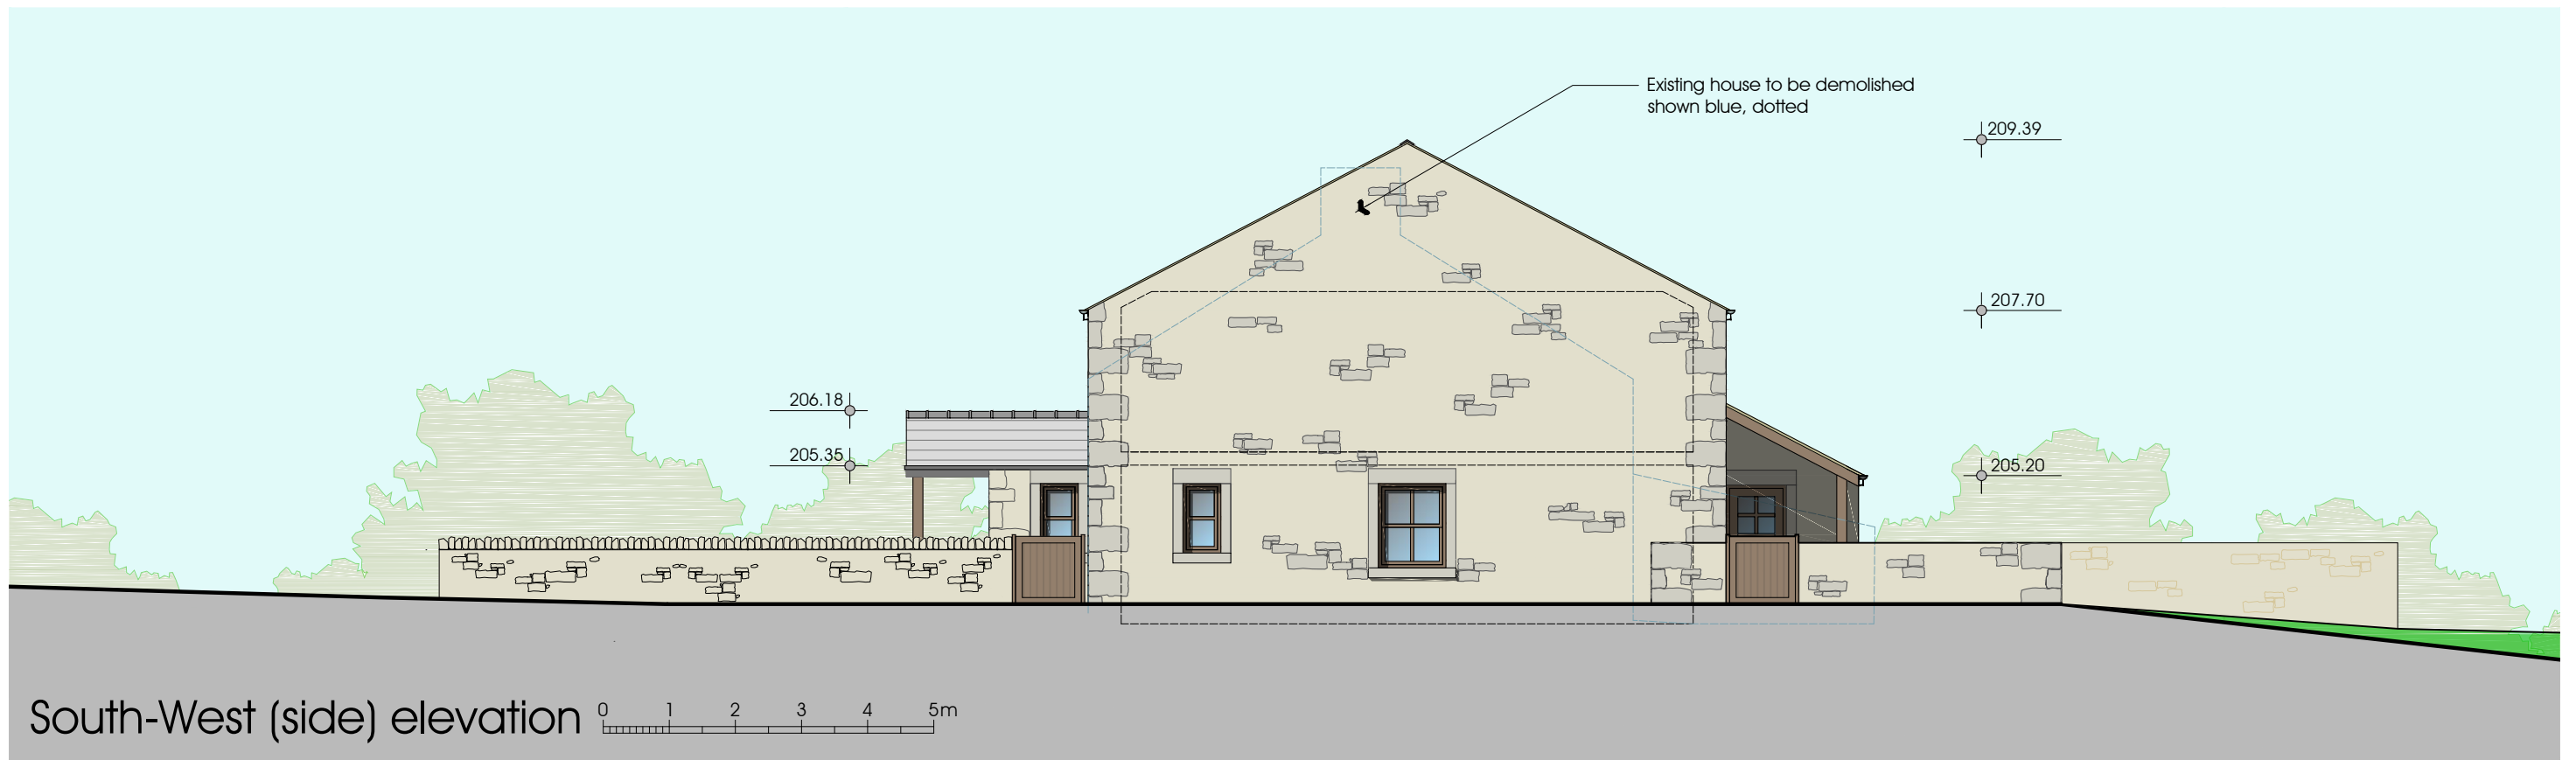 Existing house to be demolished
shown blue, dotted
209.39
207.70
206.18
205.35
205.20
South-West (side) elevation
0 1 2 3 4 5m